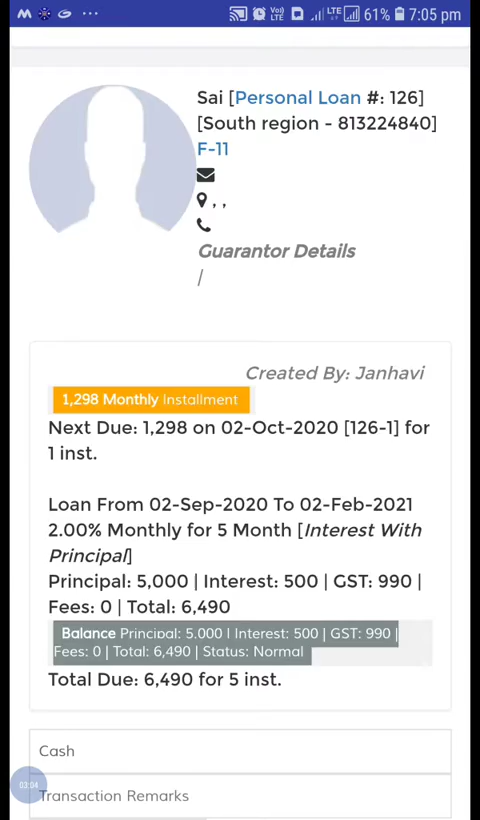 61% 7:05 pm
Sai [Personal Loan #: 126]
[South region - 813224840]
F-11
, ,
Guarantor Details
/
Created By: Janhavi
1,298 Monthly Installment
Next Due: 1,298 on 02-Oct-2020 [126-1] for
1 inst.
Loan From 02-Sep-2020 To 02-Feb-2021
2.00% Monthly for 5 Month [Interest With
Principal]
Principal: 5,000 | Interest: 500 | GST: 990 |
Fees: 0 | Total: 6,490
Balance Principal: 5,000 | Interest: 500 | GST: 990 |
Fees: 0 | Total: 6,490 | Status: Normal
Total Due: 6,490 for 5 inst.
Cash
03:04
Transaction Remarks